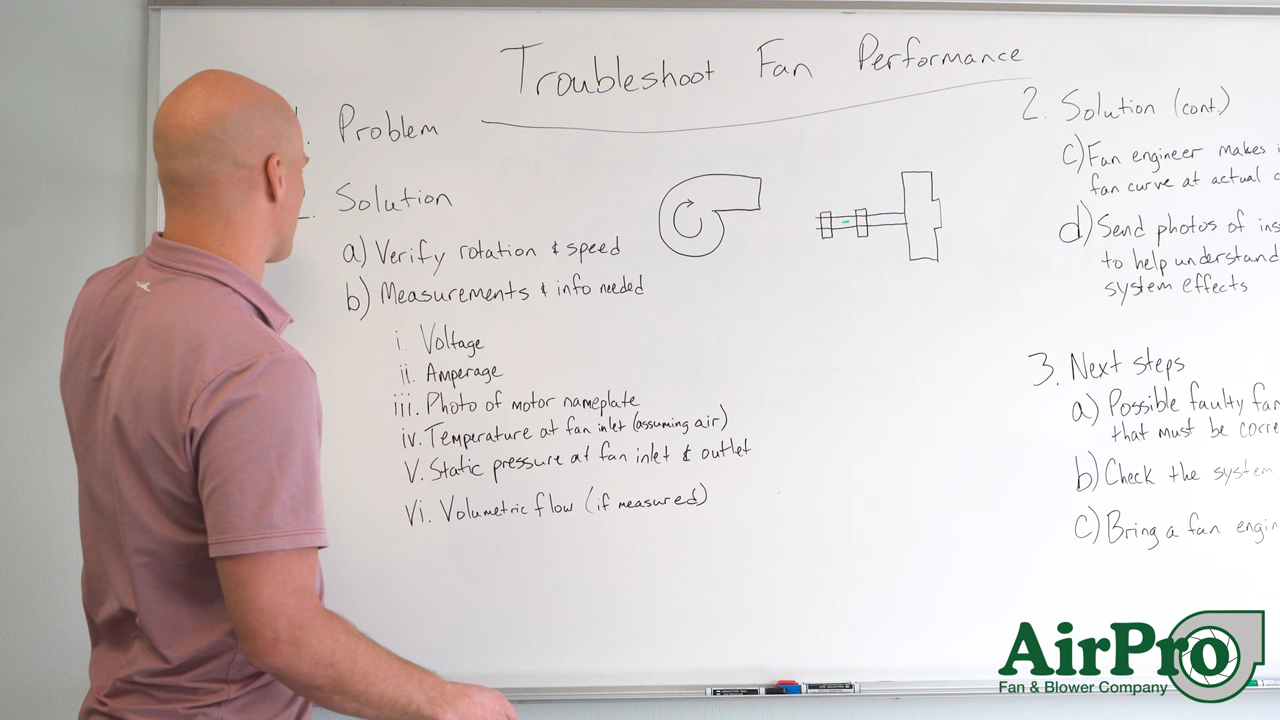 Troubleshoot Fan Performance
1. Problem
2. Solution
a) Verify rotation & speed
b) Measurements & info needed
i. Voltage
ii. Amperage
iii. Photo of motor nameplate
iv. Temperature at fan inlet (assuming air)
v. Static pressure at fan inlet & outlet
vi. Volumetric flow (if measured)
2. Solution (cont.)
c) Fan engineer makes
fan curve at actual
d) Send photos of
to help understand
system effects
3. Next steps
a) Possible faulty
that must be
b) Check the system
c) Bring a fan
AirPro
Fan & Blower Company